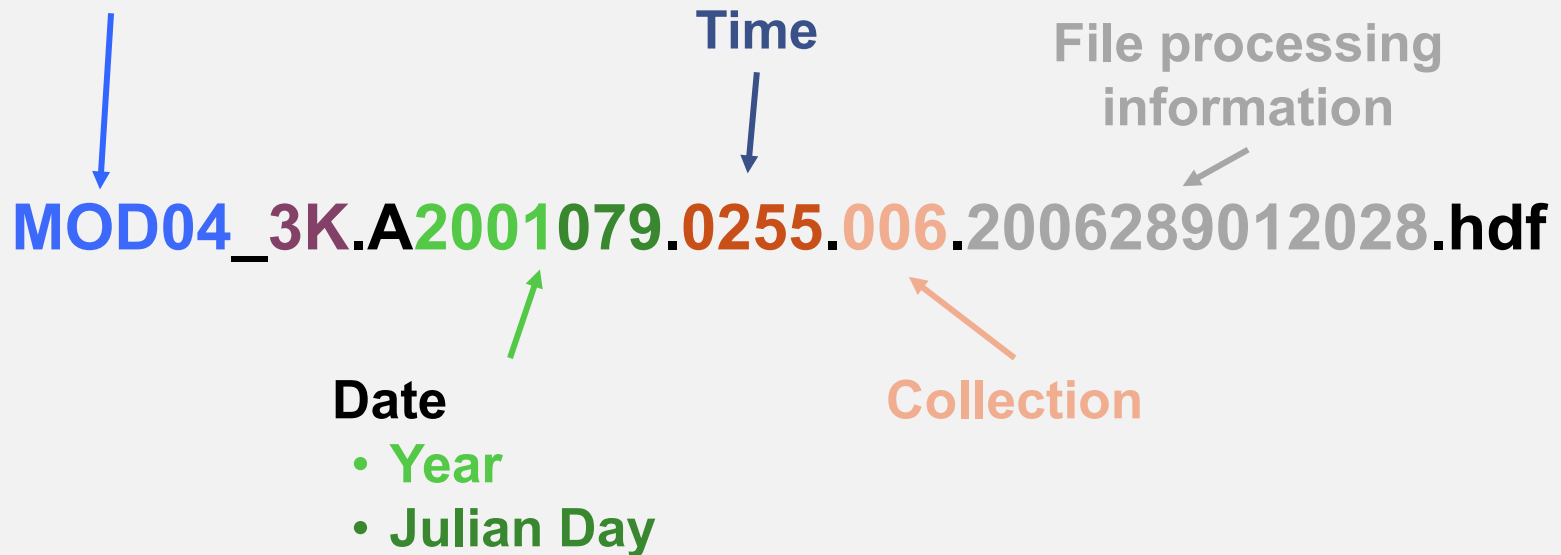 Time
File processing
information
MOD04_3K.A2001079.0255.006.2006289012028.hdf
Date
• Year
• Julian Day
Collection